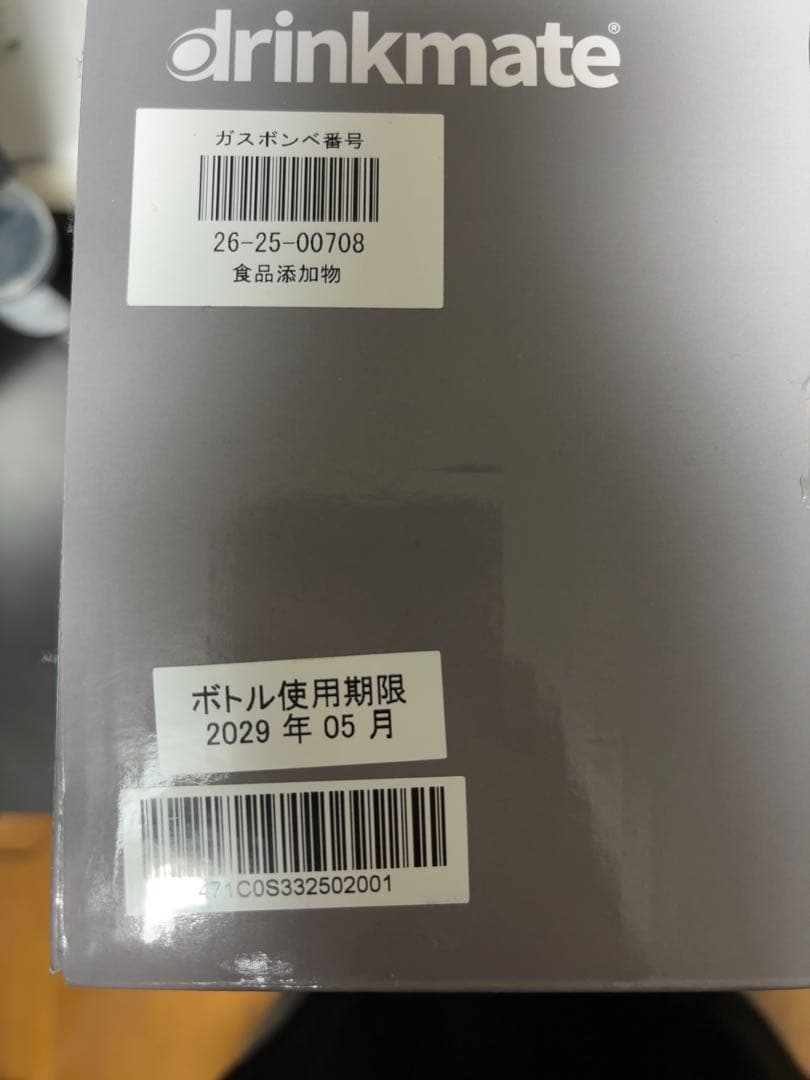 drinkmate®
ガスボンベ番号
26-25-00708
食品添加物
ボトル使用期限
2029 年 05 月
471C0S332502001